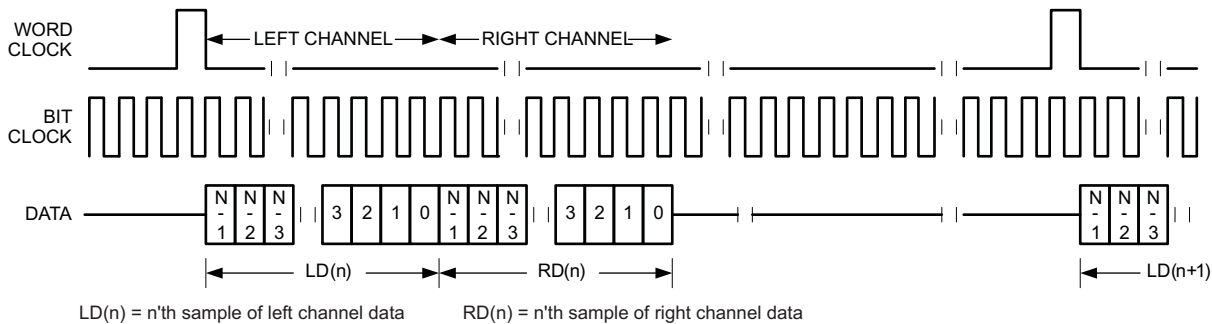 WORD CLOCK
LEFT CHANNEL RIGHT CHANNEL
BIT CLOCK
DATA
N-1 N-2 N-3 3 2 1 0 N-1 N-2 N-3 3 2 1 0 N-1 N-2 N-3
LD(n) RD(n) LD(n+1)
LD(n) = n'th sample of left channel data RD(n) = n'th sample of right channel data